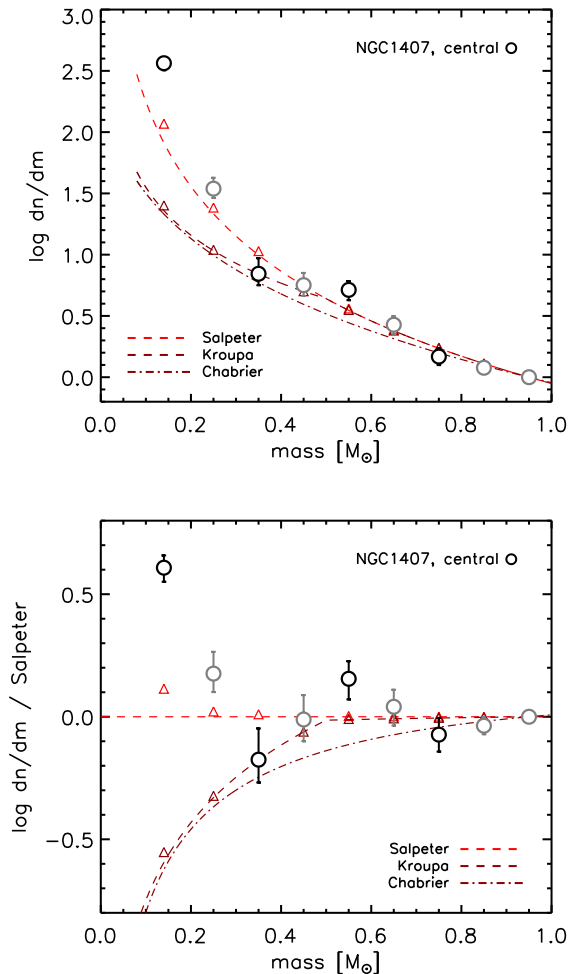 3.0
2.5
2.0
1.5
1.0
0.5
0.0
log dn/dm
NGC1407, central
Salpeter
Kroupa
Chabrier
0.0 0.2 0.4 0.6 0.8 1.0
mass [M☉]
0.5
0.0
−0.5
log dn/dm / Salpeter
NGC1407, central
Salpeter
Kroupa
Chabrier
0.0 0.2 0.4 0.6 0.8 1.0
mass [M☉]